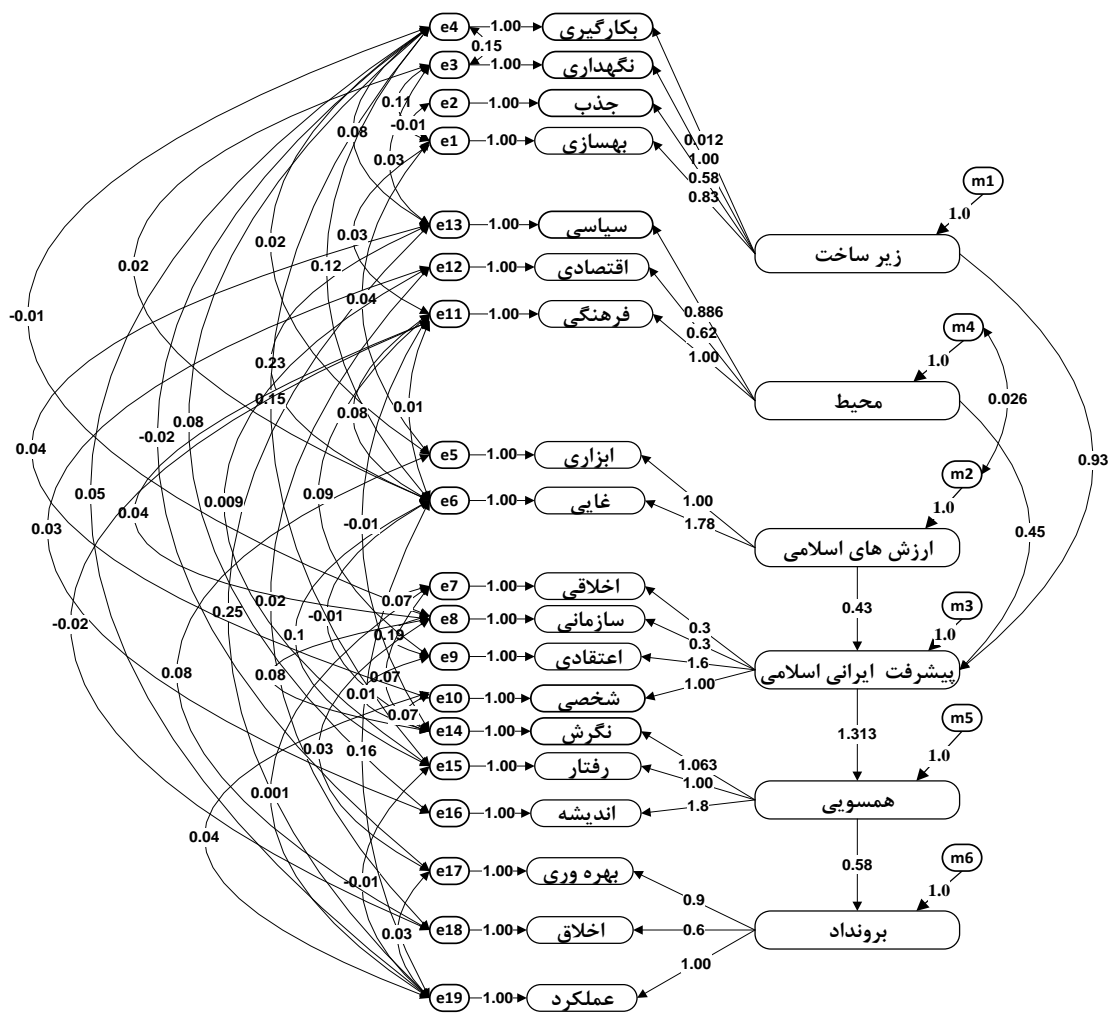 e4 1.00 بکارگیری
0.15
e3 1.00 نگهداری
0.11 e2 1.00 جذب
-0.01
0.08
e1 1.00 بهسازی
0.012
0.03
1.00
0.58
m1
0.83
1.0
e13 1.00 سیاسی
0.03
0.02
زیر ساخت
0.02
0.12
e12 1.00 اقتصادی
0.04
-0.01
e11 1.00 فرهنگی
0.886
m4
0.62
1.00
1.0
0.23
0.15
محیط
0.026
0.08
0.01
0.08
-0.02
0.04
e5 1.00 ابزاری
0.93
m2
0.05
0.009
0.09
e6 1.00 غایی
1.00
1.0
0.04
1.78
0.03
-0.01
0.45
ارزش های اسلامی
e7 1.00 اخلاقی
0.07
0.02
0.43
m3
0.25
-0.01
e8 1.00 سازمانی
-0.02
0.3
0.1
0.19
0.3
1.0
e9 1.00 اعتقادی
1.6
پیشرفت ایرانی اسلامی
0.08
0.08
0.07
1.00
0.01
e10 1.00 شخصی
0.07
m5
e14 1.00 نگرش
1.313
0.03
0.16
1.0
e15 1.00 رفتار
1.063
1.00
0.001
همسویی
e16 1.00 اندیشه
1.8
0.04
m6
0.58
e17 1.00 بهره وری
-0.01
1.0
0.9
e18 1.00 اخلاق
0.03
0.6
برونداد
1.00
e19 1.00 عملکرد